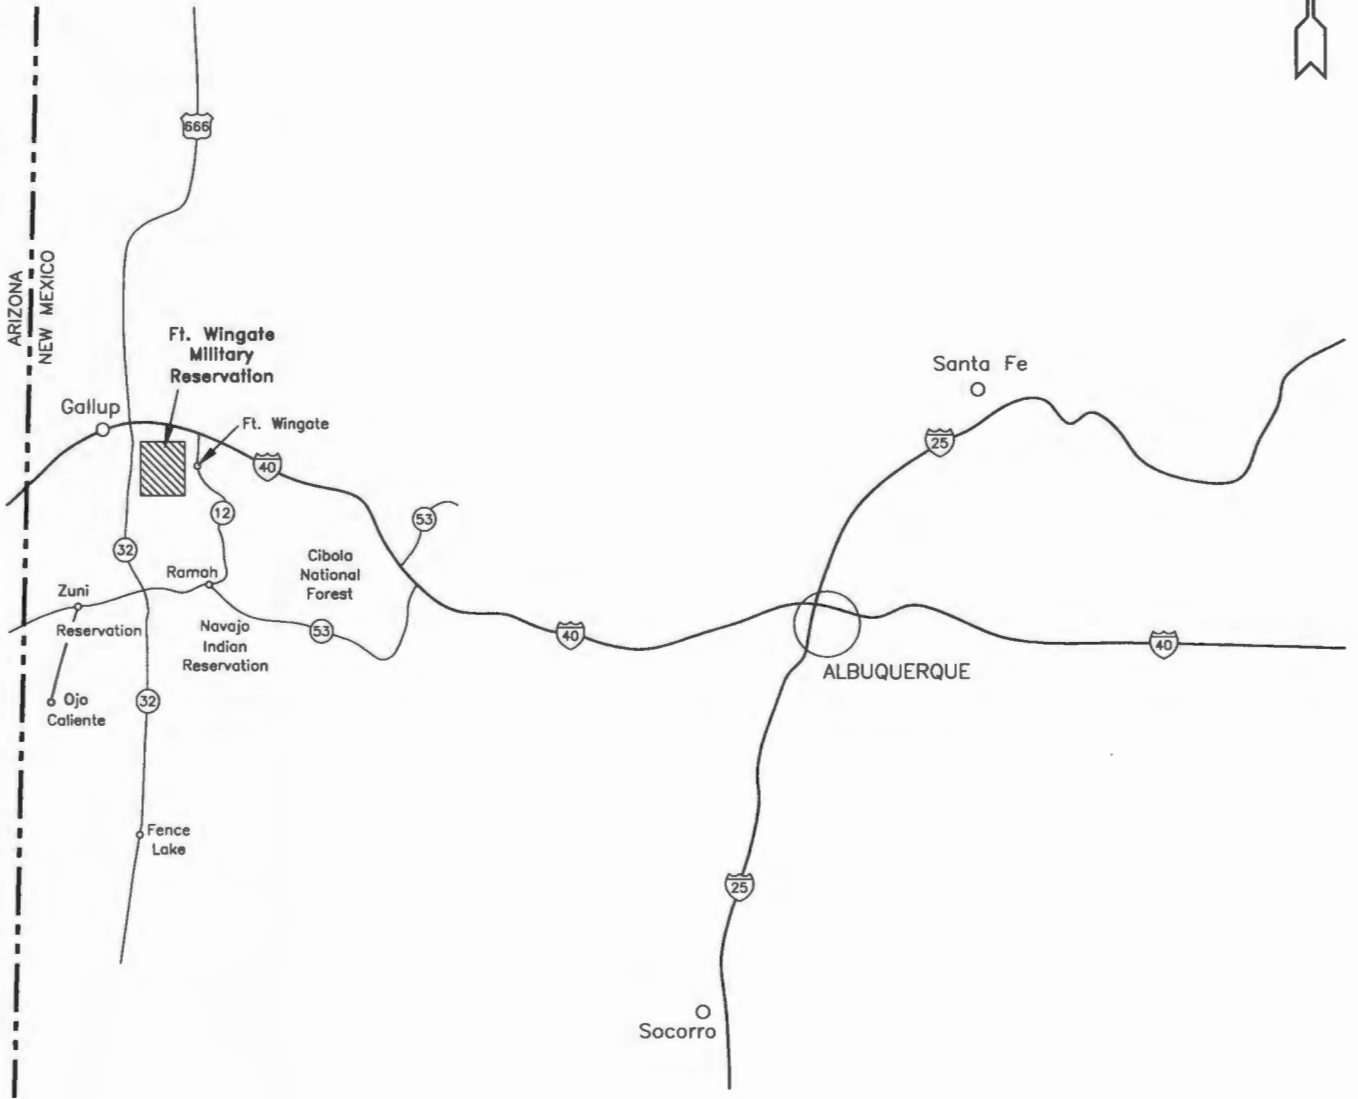 666
ARIZONA
NEW MEXICO
Ft. Wingate
Military
Reservation
Gallup
Ft. Wingate
40
Santa Fe
25
12
53
32
Cibola
National
Forest
Ramah
Zuni
Reservation
Navajo
Indian
Reservation
53
40
40
ALBUQUERQUE
Ojo
Caliente
32
Fence
Lake
25
Socorro